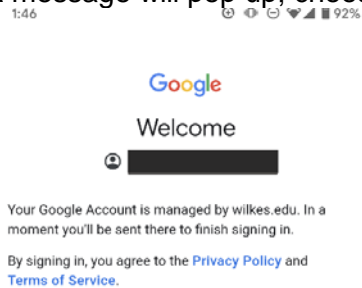 1:46 92%
Google
Welcome
Your Google Account is managed by wilkes.edu. In a
moment you'll be sent there to finish signing in.
By signing in, you agree to the Privacy Policy and
Terms of Service.